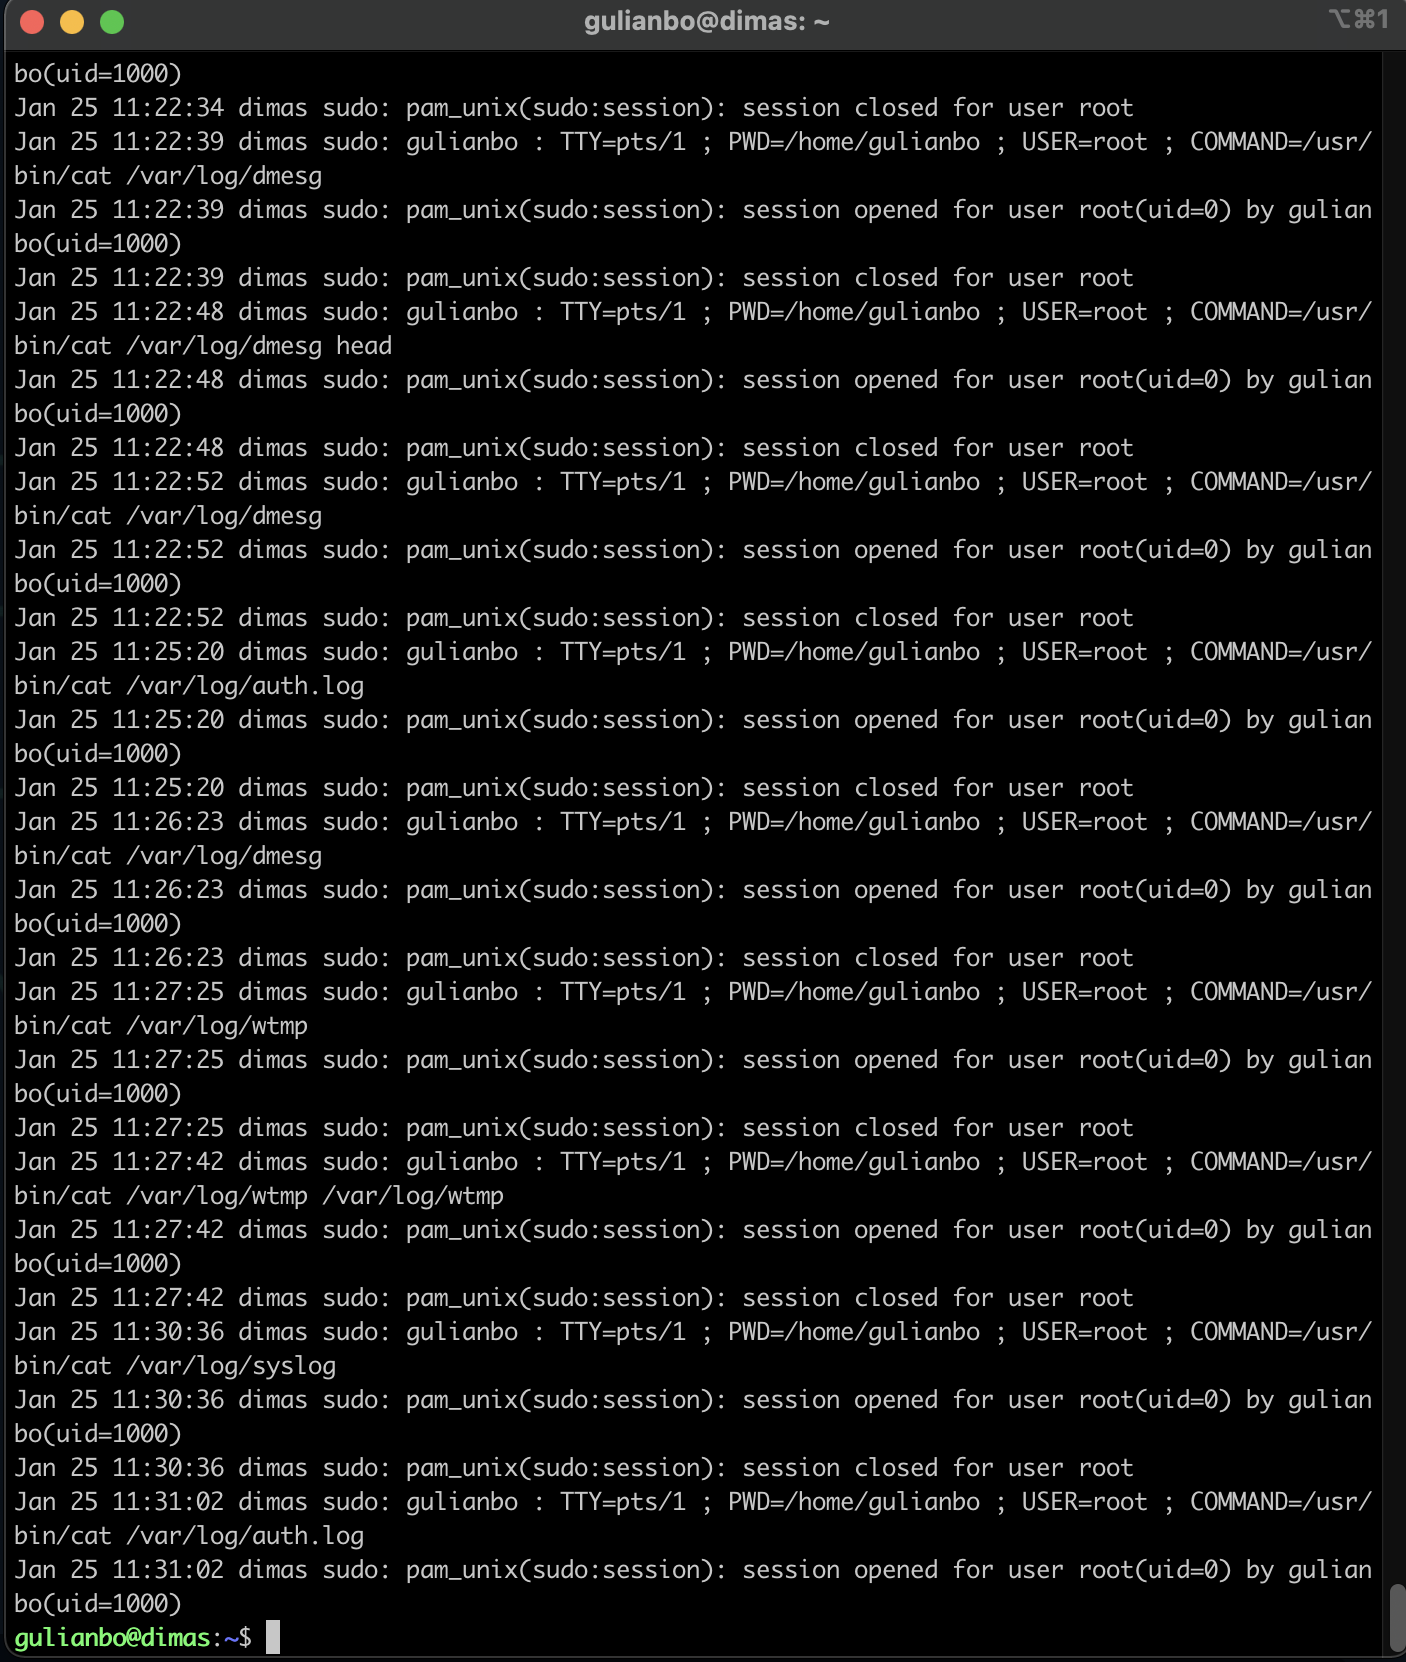 gulianbo@dimas: ~
⌥⌘1
bo(uid=1000)
Jan 25 11:22:34 dimas sudo: pam_unix(sudo:session): session closed for user root
Jan 25 11:22:39 dimas sudo: gulianbo : TTY=pts/1 ; PWD=/home/gulianbo ; USER=root ; COMMAND=/usr/
bin/cat /var/log/dmesg
Jan 25 11:22:39 dimas sudo: pam_unix(sudo:session): session opened for user root(uid=0) by gulian
bo(uid=1000)
Jan 25 11:22:39 dimas sudo: pam_unix(sudo:session): session closed for user root
Jan 25 11:22:48 dimas sudo: gulianbo : TTY=pts/1 ; PWD=/home/gulianbo ; USER=root ; COMMAND=/usr/
bin/cat /var/log/dmesg head
Jan 25 11:22:48 dimas sudo: pam_unix(sudo:session): session opened for user root(uid=0) by gulian
bo(uid=1000)
Jan 25 11:22:48 dimas sudo: pam_unix(sudo:session): session closed for user root
Jan 25 11:22:52 dimas sudo: gulianbo : TTY=pts/1 ; PWD=/home/gulianbo ; USER=root ; COMMAND=/usr/
bin/cat /var/log/dmesg
Jan 25 11:22:52 dimas sudo: pam_unix(sudo:session): session opened for user root(uid=0) by gulian
bo(uid=1000)
Jan 25 11:22:52 dimas sudo: pam_unix(sudo:session): session closed for user root
Jan 25 11:25:20 dimas sudo: gulianbo : TTY=pts/1 ; PWD=/home/gulianbo ; USER=root ; COMMAND=/usr/
bin/cat /var/log/auth.log
Jan 25 11:25:20 dimas sudo: pam_unix(sudo:session): session opened for user root(uid=0) by gulian
bo(uid=1000)
Jan 25 11:25:20 dimas sudo: pam_unix(sudo:session): session closed for user root
Jan 25 11:26:23 dimas sudo: gulianbo : TTY=pts/1 ; PWD=/home/gulianbo ; USER=root ; COMMAND=/usr/
bin/cat /var/log/dmesg
Jan 25 11:26:23 dimas sudo: pam_unix(sudo:session): session opened for user root(uid=0) by gulian
bo(uid=1000)
Jan 25 11:26:23 dimas sudo: pam_unix(sudo:session): session closed for user root
Jan 25 11:27:25 dimas sudo: gulianbo : TTY=pts/1 ; PWD=/home/gulianbo ; USER=root ; COMMAND=/usr/
bin/cat /var/log/wtmp
Jan 25 11:27:25 dimas sudo: pam_unix(sudo:session): session opened for user root(uid=0) by gulian
bo(uid=1000)
Jan 25 11:27:25 dimas sudo: pam_unix(sudo:session): session closed for user root
Jan 25 11:27:42 dimas sudo: gulianbo : TTY=pts/1 ; PWD=/home/gulianbo ; USER=root ; COMMAND=/usr/
bin/cat /var/log/wtmp /var/log/wtmp
Jan 25 11:27:42 dimas sudo: pam_unix(sudo:session): session opened for user root(uid=0) by gulian
bo(uid=1000)
Jan 25 11:27:42 dimas sudo: pam_unix(sudo:session): session closed for user root
Jan 25 11:30:36 dimas sudo: gulianbo : TTY=pts/1 ; PWD=/home/gulianbo ; USER=root ; COMMAND=/usr/
bin/cat /var/log/syslog
Jan 25 11:30:36 dimas sudo: pam_unix(sudo:session): session opened for user root(uid=0) by gulian
bo(uid=1000)
Jan 25 11:30:36 dimas sudo: pam_unix(sudo:session): session closed for user root
Jan 25 11:31:02 dimas sudo: gulianbo : TTY=pts/1 ; PWD=/home/gulianbo ; USER=root ; COMMAND=/usr/
bin/cat /var/log/auth.log
Jan 25 11:31:02 dimas sudo: pam_unix(sudo:session): session opened for user root(uid=0) by gulian
bo(uid=1000)
gulianbo@dimas:~$